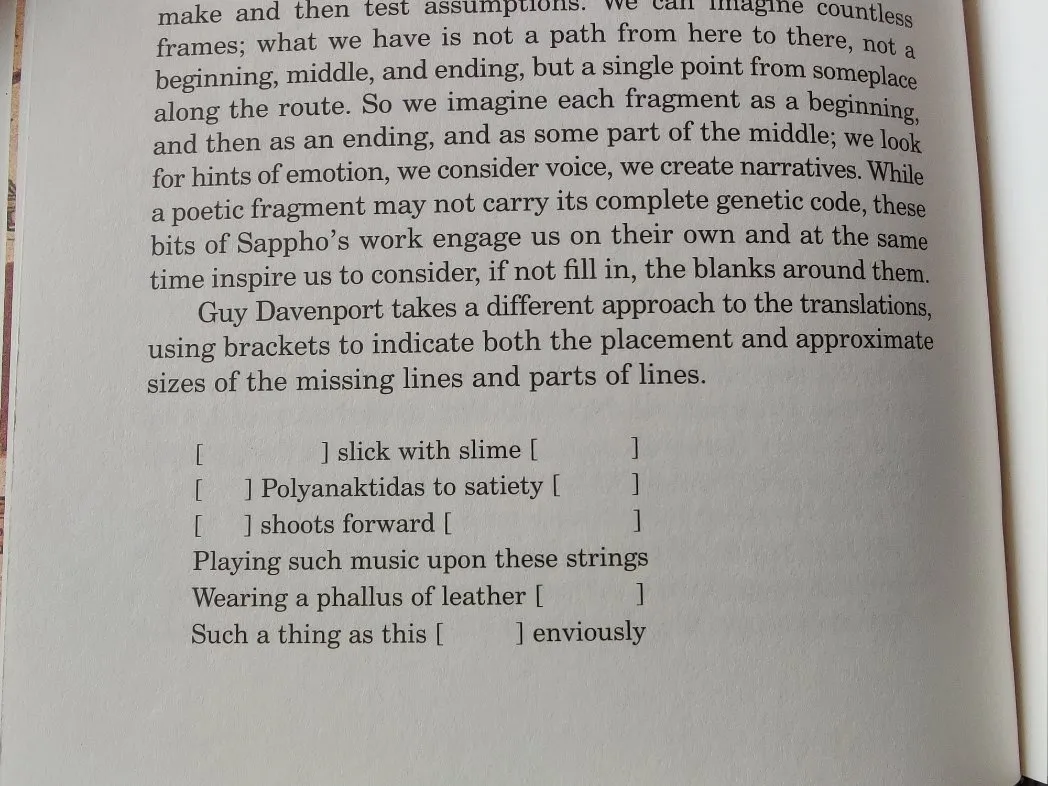 make and then test assumptions. We can imagine countless
frames; what we have is not a path from here to there, not a
beginning, middle, and ending, but a single point from someplace
along the route. So we imagine each fragment as a beginning,
and then as an ending, and as some part of the middle; we look
for hints of emotion, we consider voice, we create narratives. While
a poetic fragment may not carry its complete genetic code, these
bits of Sappho’s work engage us on their own and at the same
time inspire us to consider, if not fill in, the blanks around them.
Guy Davenport takes a different approach to the translations,
using brackets to indicate both the placement and approximate
sizes of the missing lines and parts of lines.
[ ] slick with slime [ ]
[ ] Polyanaktidas to satiety [ ]
[ ] shoots forward [ ]
Playing such music upon these strings
Wearing a phallus of leather [ ]
Such a thing as this [ ] enviously